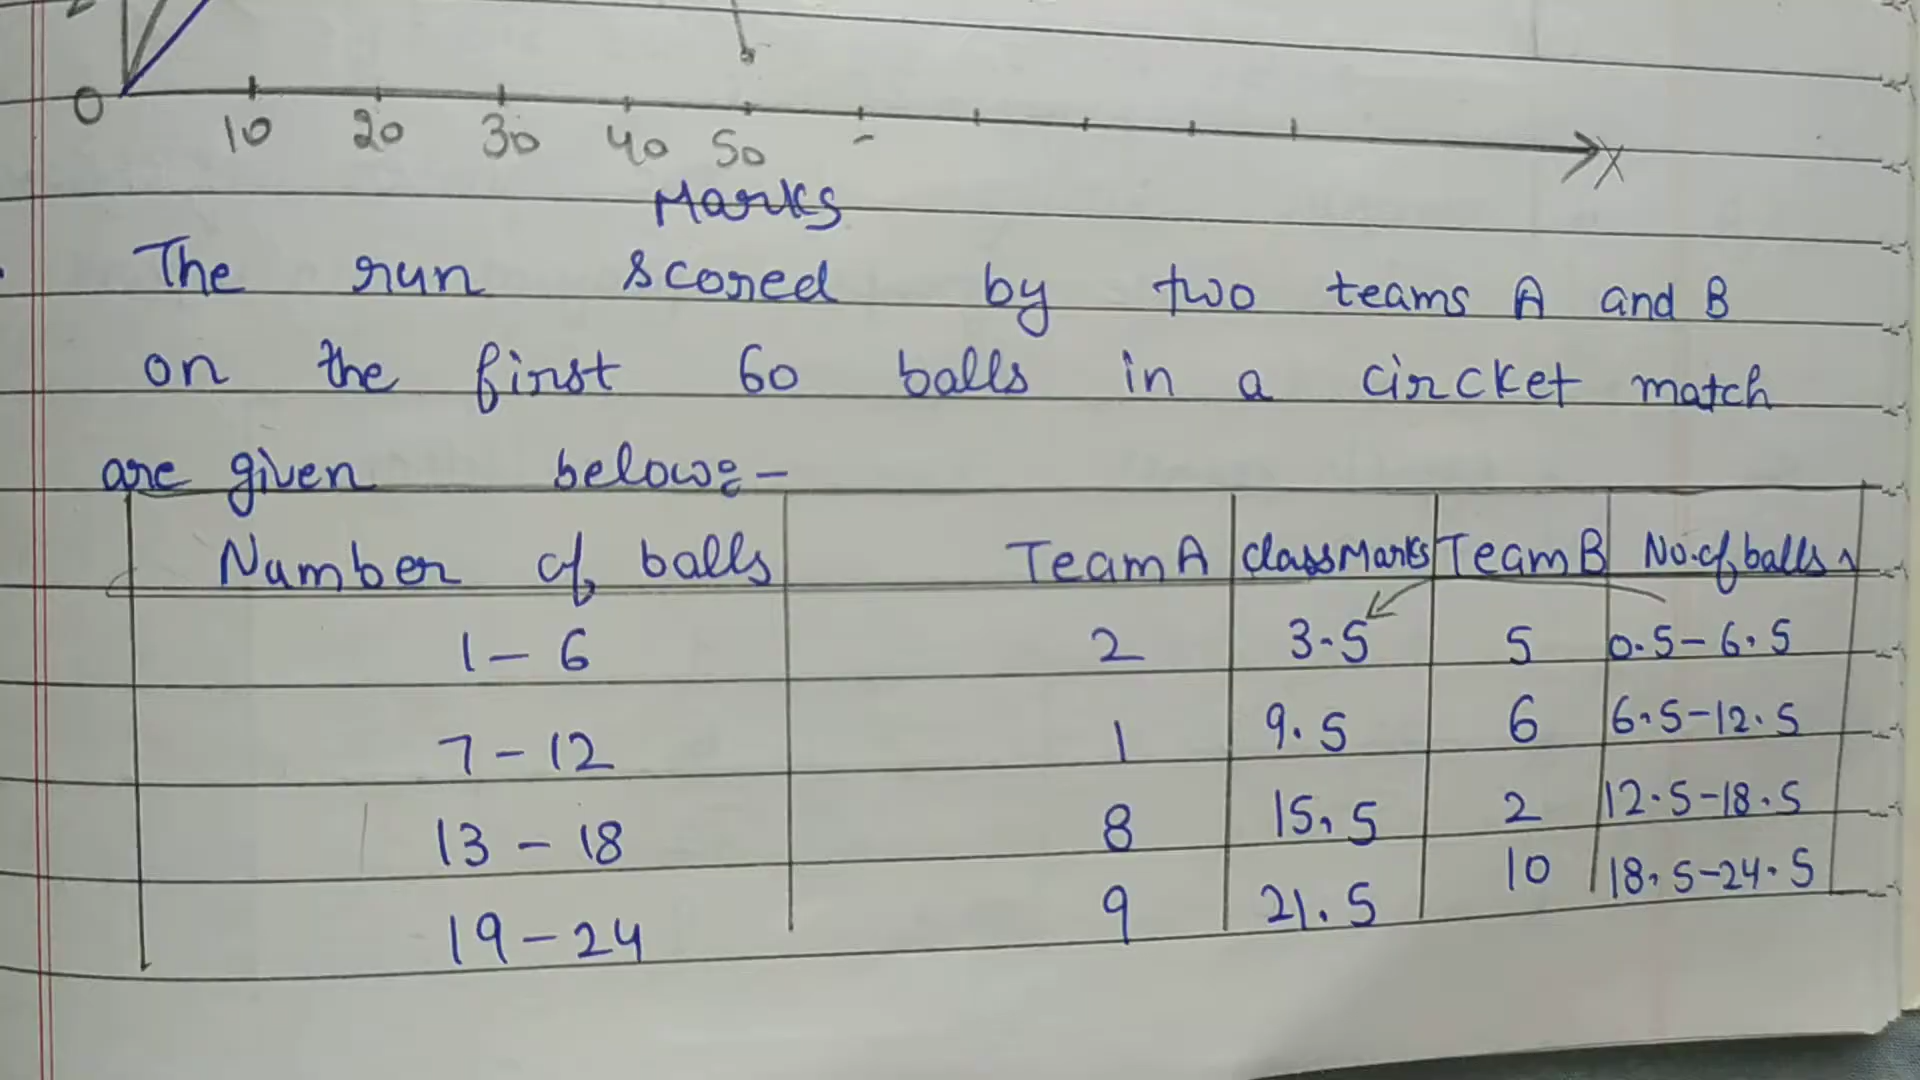 0 10 20 30 40 50 - X
Marks
The run scored by two teams A and B
on the first 60 balls in a circket match
are given below:-
Number of balls Team A Class Marks Team B No. of balls
1-6 2 3.5 5 0.5-6.5
7-12 1 9.5 6 6.5-12.5
13-18 8 15.5 2 12.5-18.5
19-24 9 21.5 10 18.5-24.5